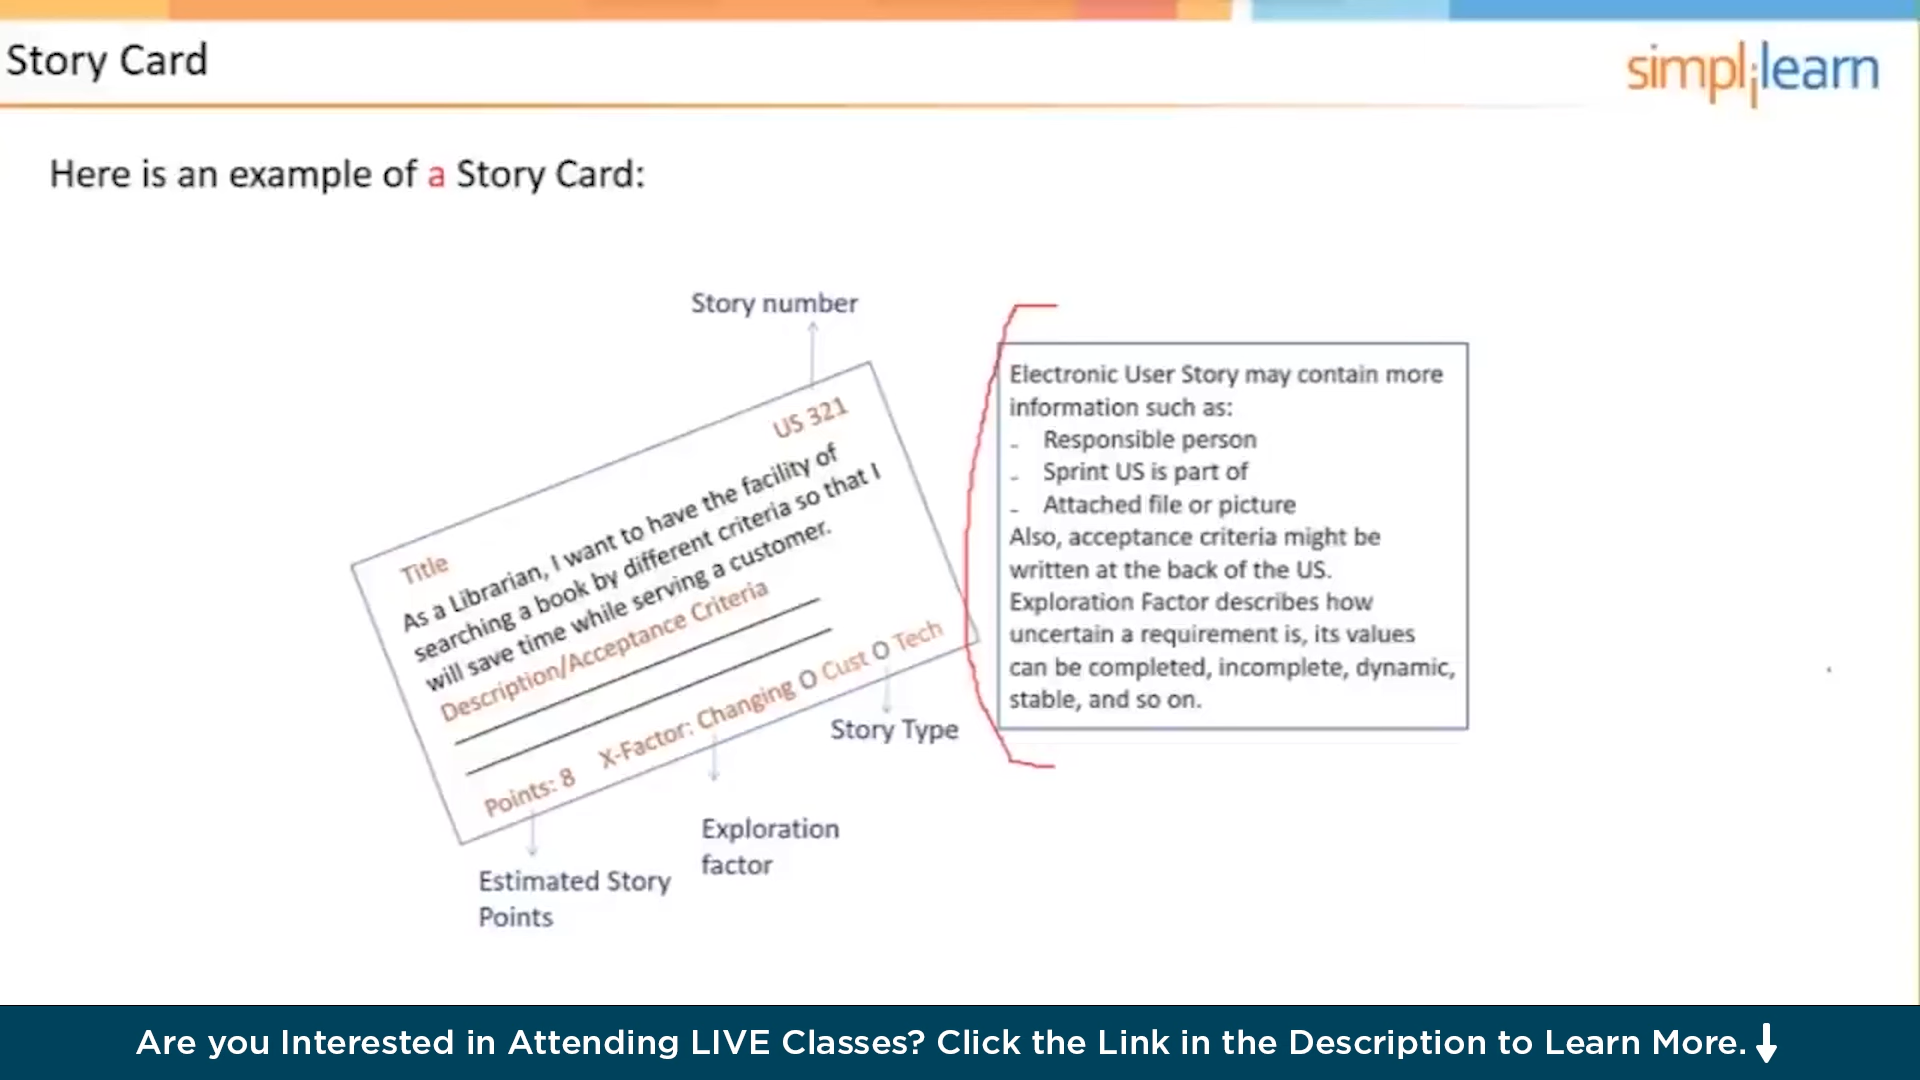 Story Card
simplilearn
Here is an example of a Story Card:
Story number
US 321
Title
As a Librarian, I want to have the facility of
searching a book by different criteria so that I
will save time while serving a customer.
Description/Acceptance Criteria
Points: 8 X-Factor: Changing O Cust O Tech
Story Type
Exploration
factor
Estimated Story
Points
Electronic User Story may contain more
information such as:
- Responsible person
- Sprint US is part of
- Attached file or picture
Also, acceptance criteria might be
written at the back of the US.
Exploration Factor describes how
uncertain a requirement is, its values
can be completed, incomplete, dynamic,
stable, and so on.
Are you Interested in Attending LIVE Classes? Click the Link in the Description to Learn More.